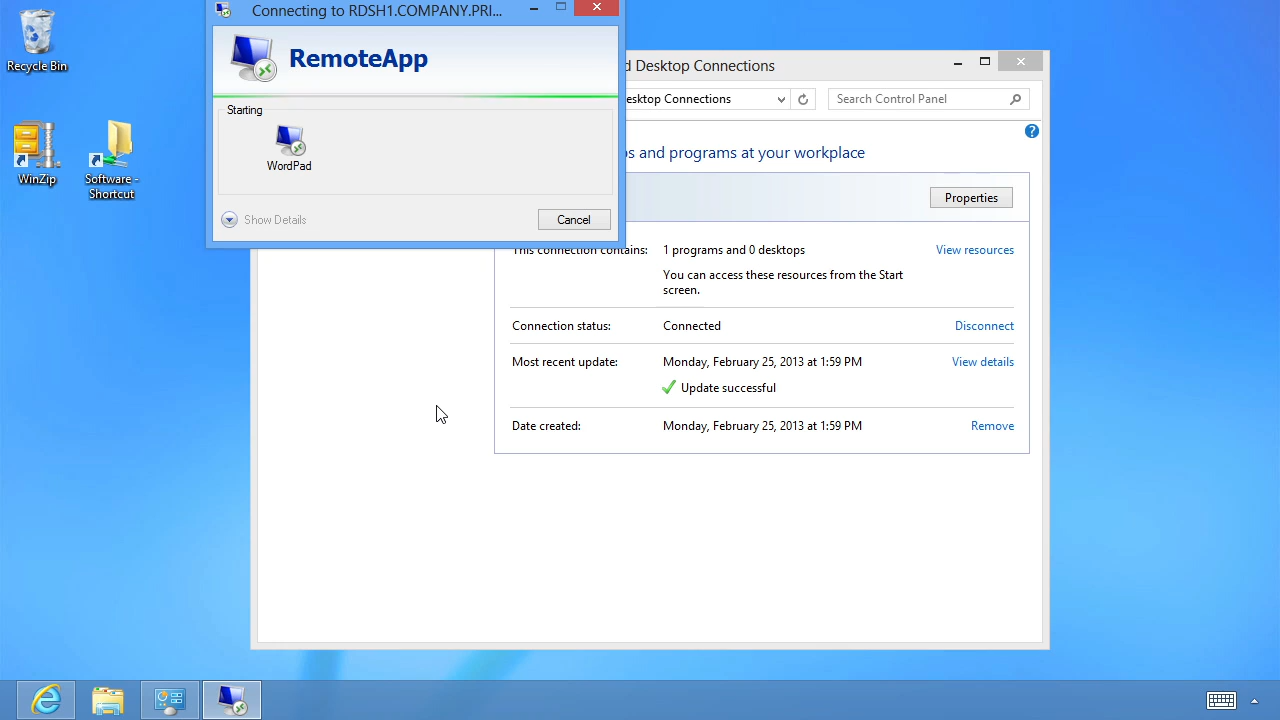 Recycle Bin
WinZip
Software -
Shortcut
Connecting to RDSH1.COMPANY.PRI...
RemoteApp
Starting
WordPad
Show Details
Cancel
d Desktop Connections
esktop Connections
Search Control Panel
ps and programs at your workplace
Properties
This connection contains:
1 programs and 0 desktops
View resources
You can access these resources from the Start
screen.
Connection status:
Connected
Disconnect
Most recent update:
Monday, February 25, 2013 at 1:59 PM
View details
Update successful
Date created:
Monday, February 25, 2013 at 1:59 PM
Remove